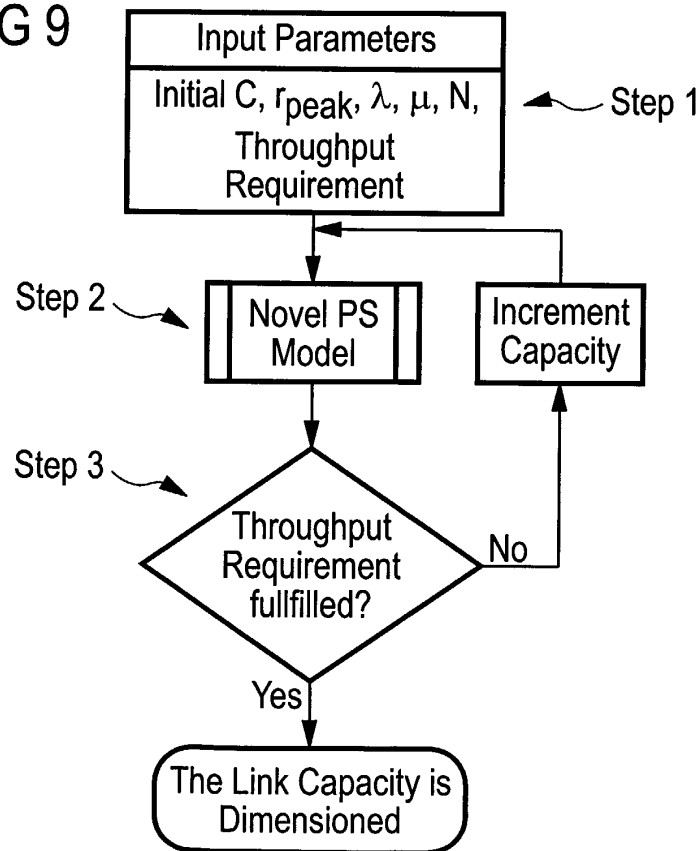 G 9
Input Parameters
Initial C, rpeak, λ, μ, N,
Throughput
Requirement
Step 1
Step 2
Novel PS
Model
Increment
Capacity
Step 3
Throughput
Requirement
fullfilled?
No
Yes
The Link Capacity is
Dimensioned